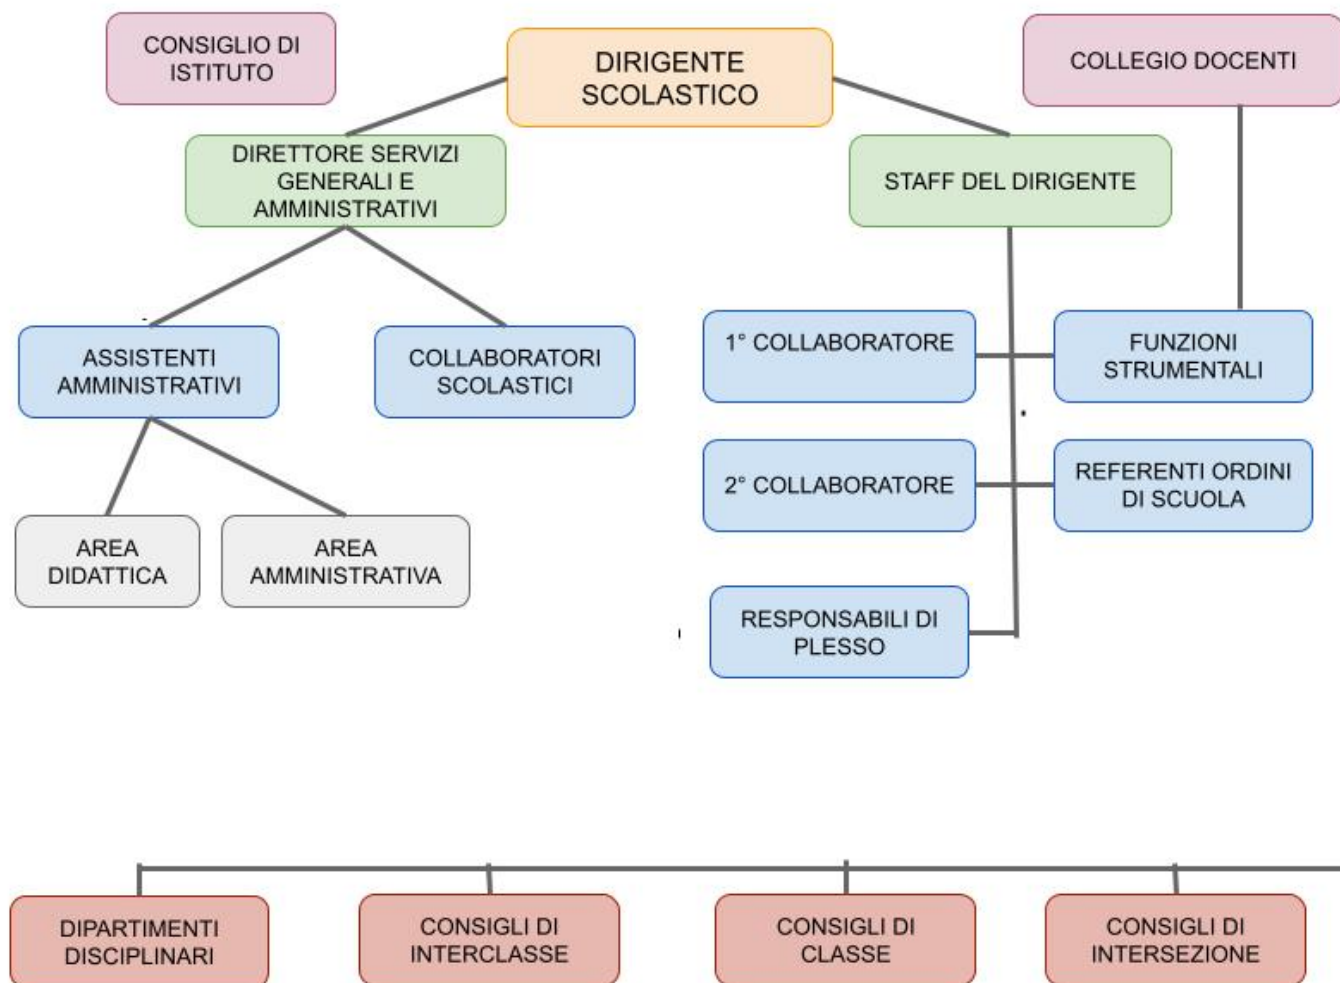 CONSIGLIO DI
ISTITUTO
DIRIGENTE
SCOLASTICO
COLLEGIO DOCENTI
DIRETTORE SERVIZI
GENERALI E
AMMINISTRATIVI
STAFF DEL DIRIGENTE
ASSISTENTI
AMMINISTRATIVI
COLLABORATORI
SCOLASTICI
1° COLLABORATORE
FUNZIONI
STRUMENTALI
2° COLLABORATORE
REFERENTI ORDINI
DI SCUOLA
AREA
DIDATTICA
AREA
AMMINISTRATIVA
RESPONSABILI DI
PLESSO
DIPARTIMENTI
DISCIPLINARI
CONSIGLI DI
INTERCLASSE
CONSIGLI DI
CLASSE
CONSIGLI DI
INTERSEZIONE